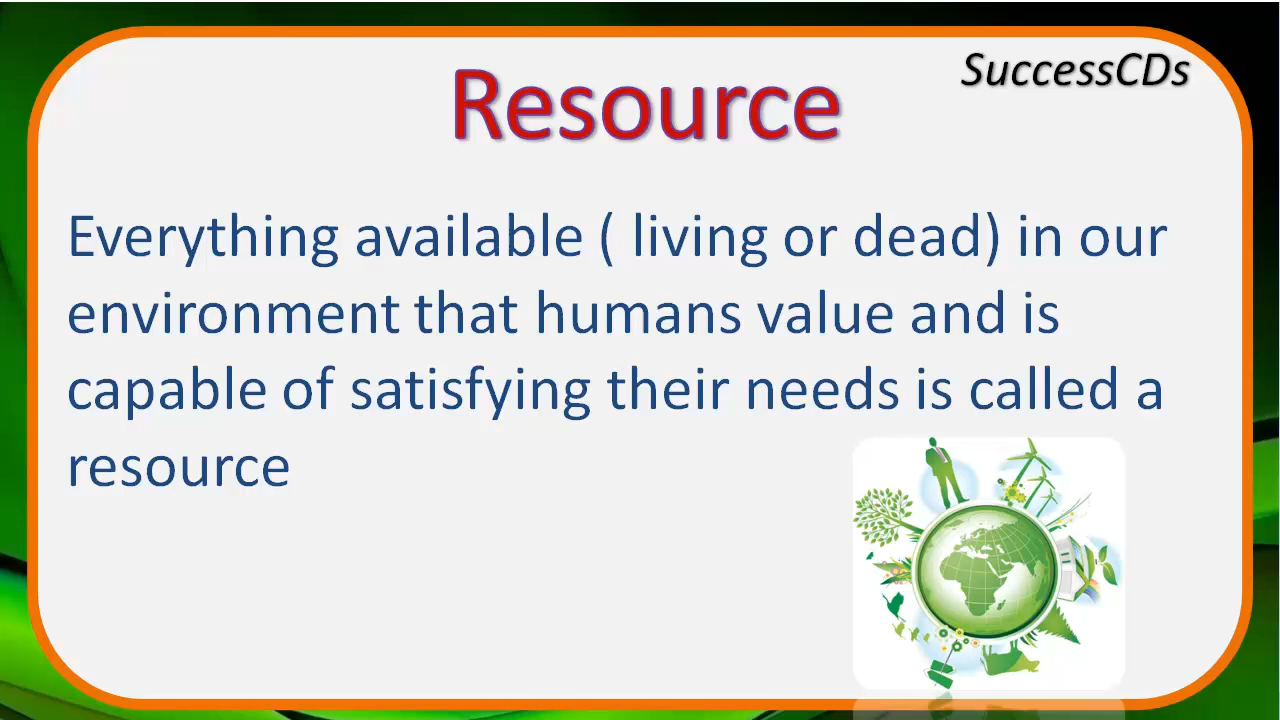 SuccessCDs
Resource
Everything available ( living or dead) in our
environment that humans value and is
capable of satisfying their needs is called a
resource